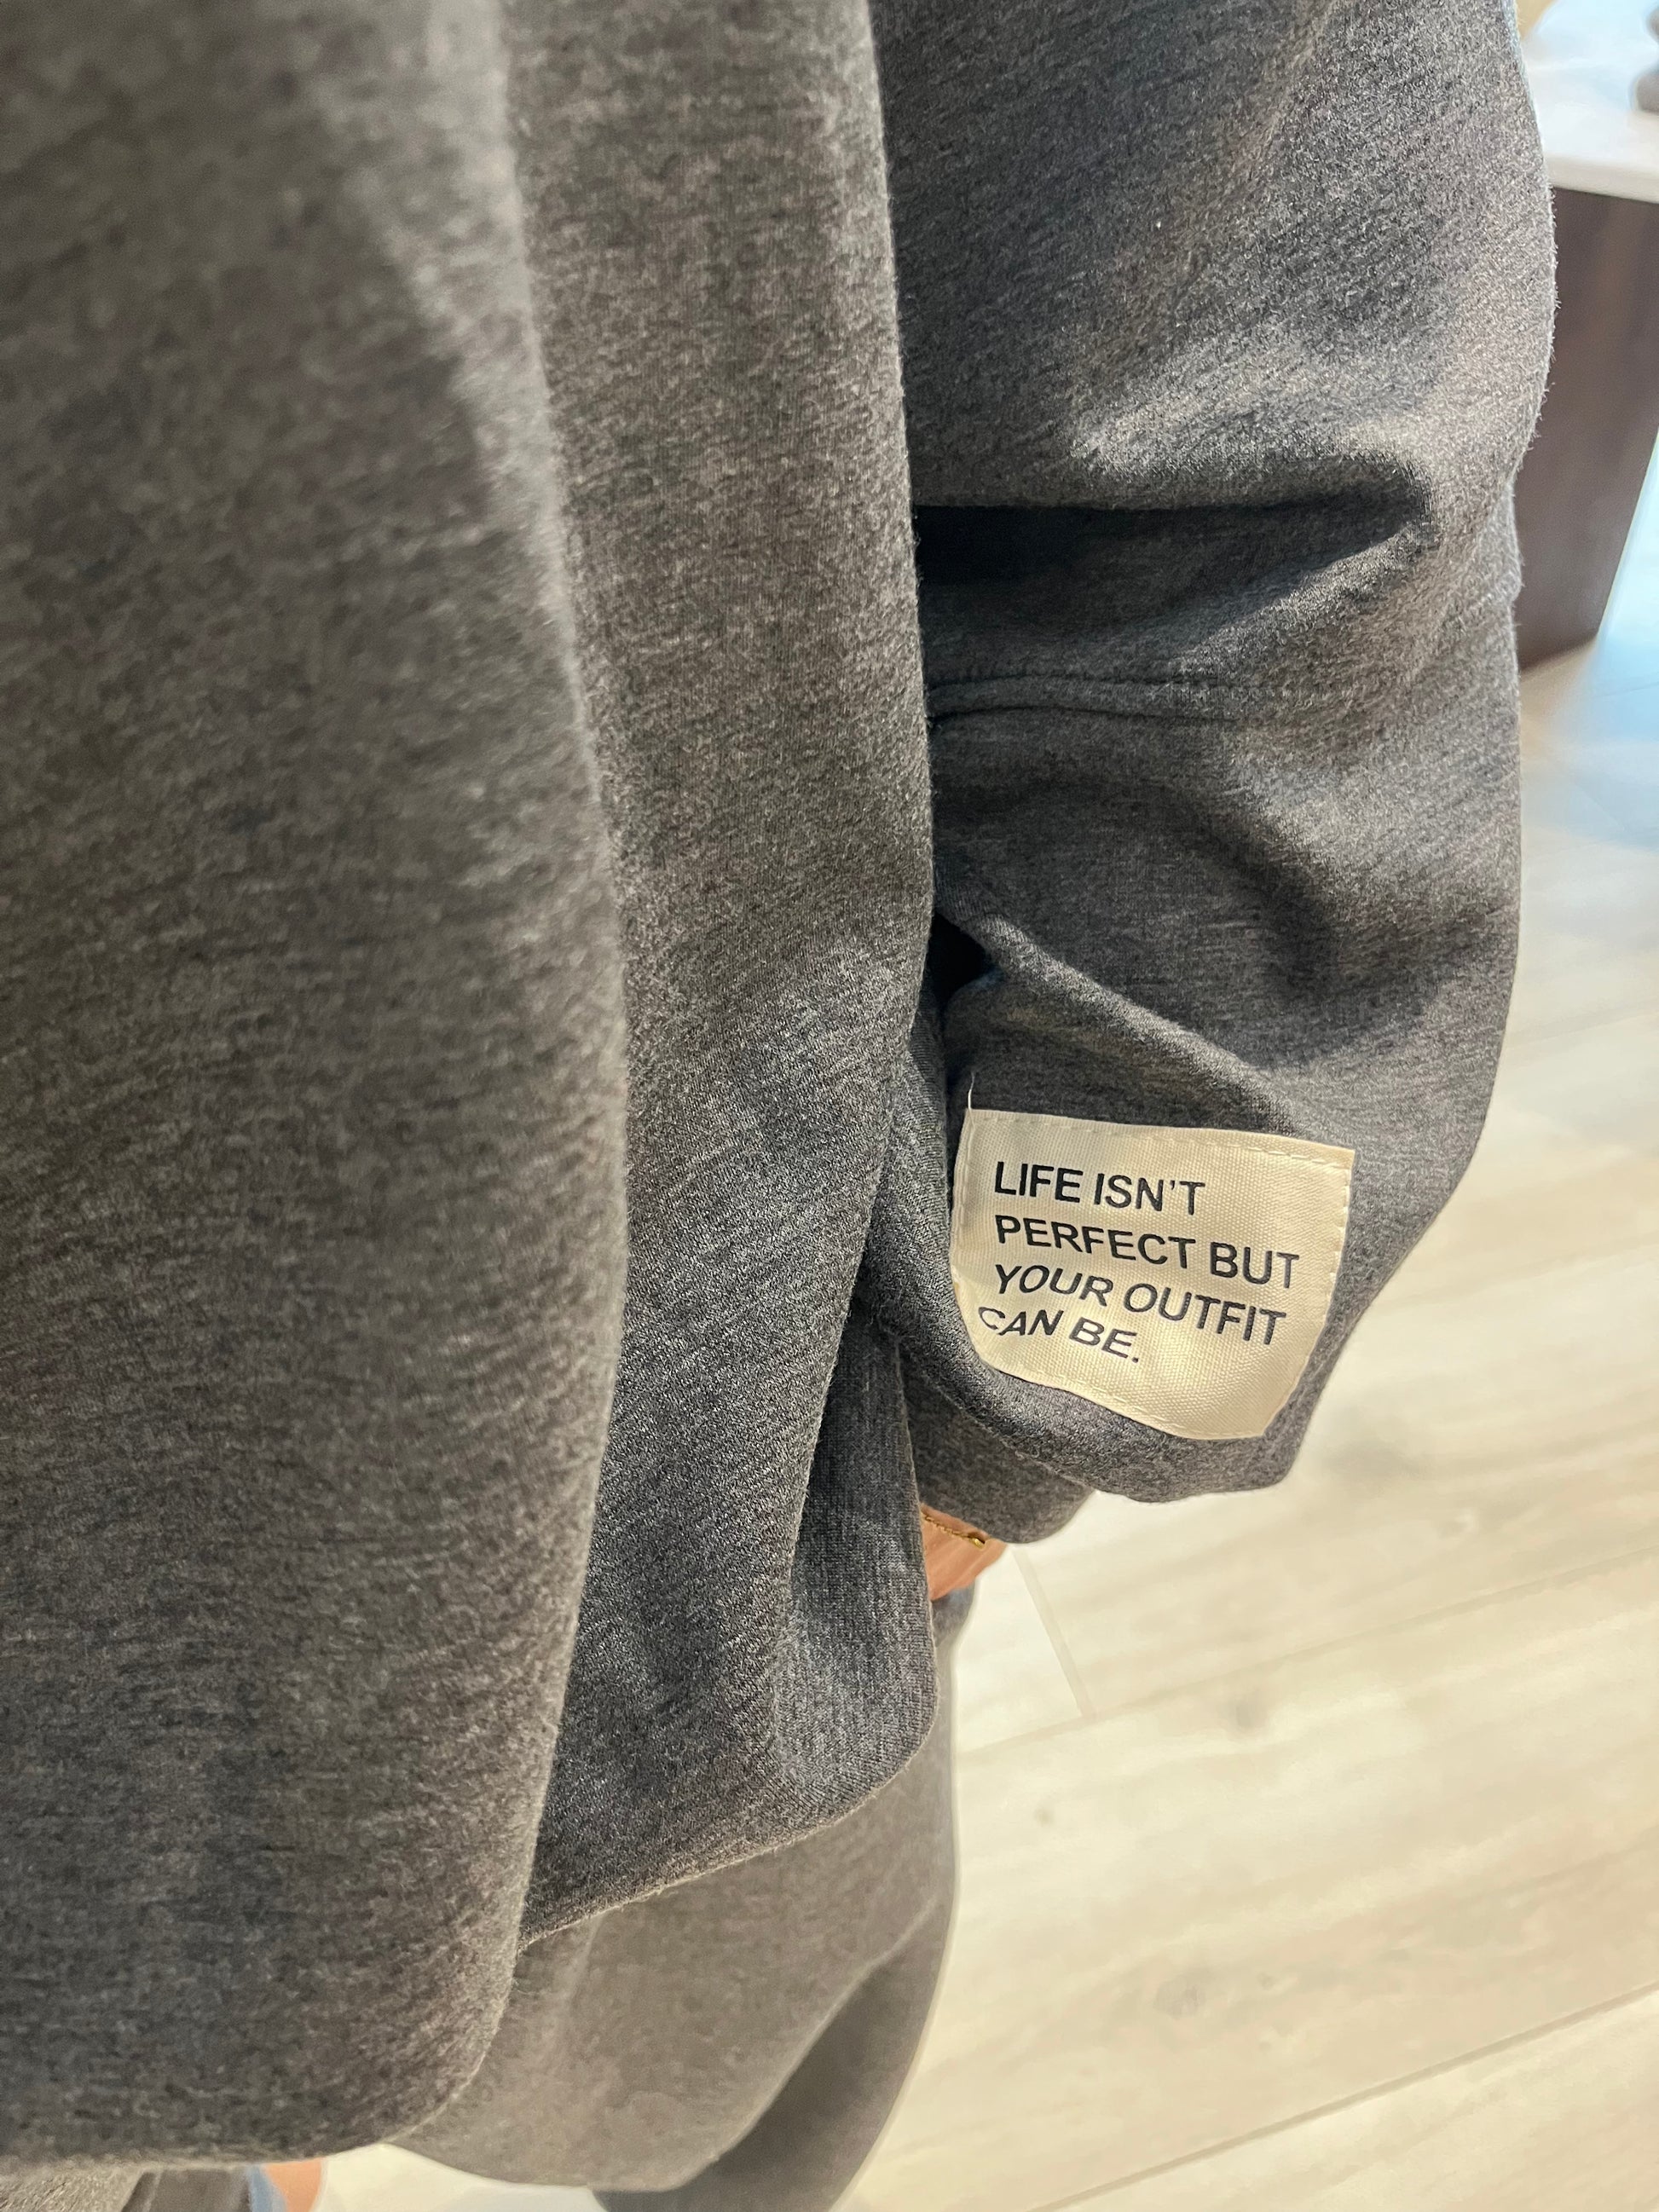 LIFE ISN'T
PERFECT BUT
YOUR OUTFIT
CAN BE.